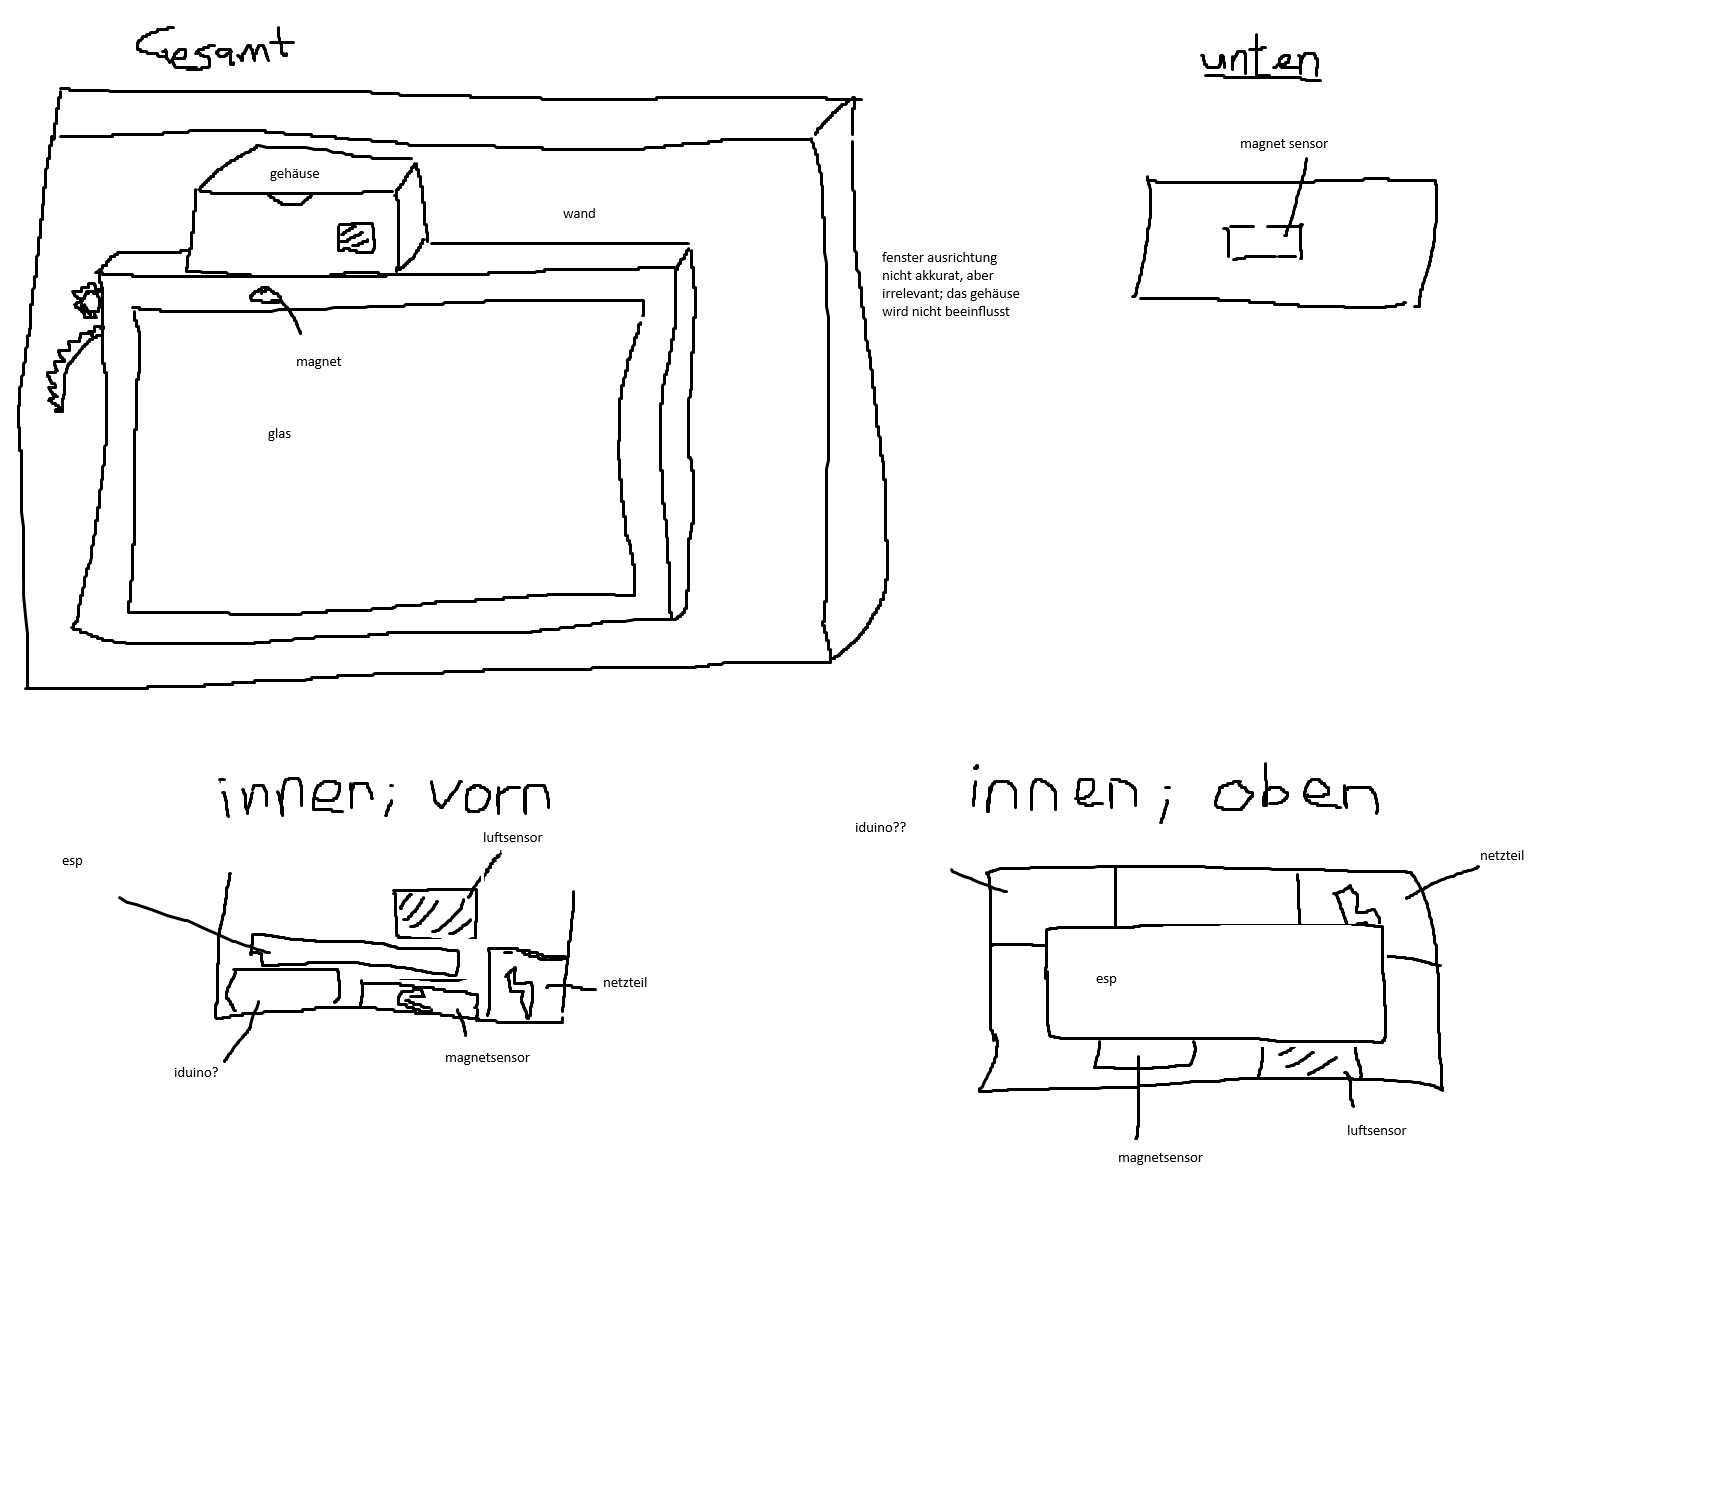 Gesamt
gehäuse
wand
magnet
glas
fenster ausrichtung
nicht akkurat, aber
irrelevant; das gehäuse
wird nicht beeinflusst
unten
magnet sensor
innen; vorn
luftsensor
esp
netzteil
magnetsensor
iduino?
innen; oben
iduino??
netzteil
esp
luftsensor
magnetsensor